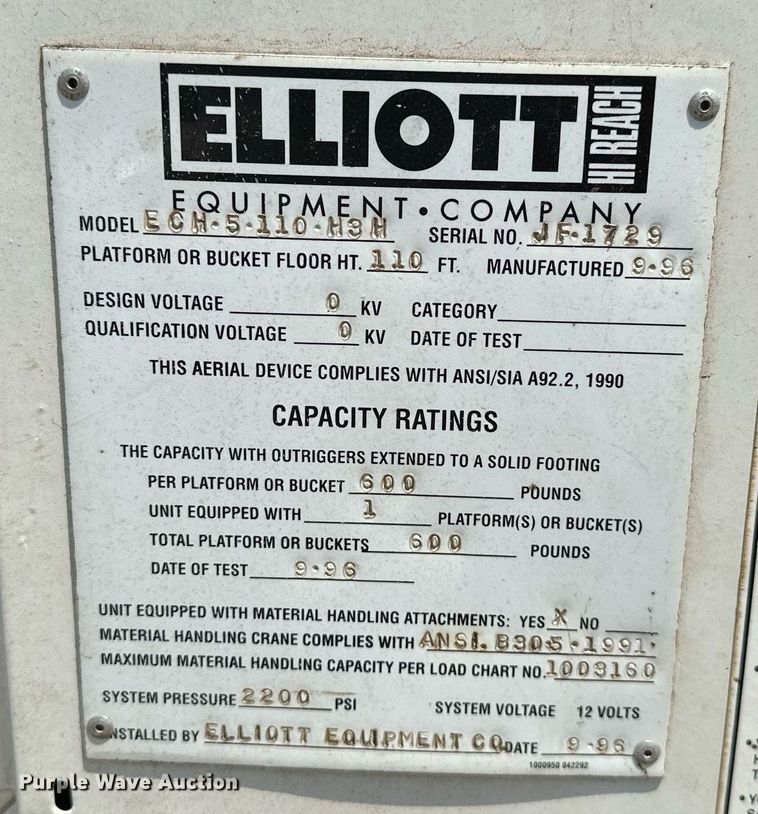 ELLIOTT HI REACH
EQUIPMENT • COMPANY
MODEL ECH-5-110-H3H SERIAL NO. JF-1729
PLATFORM OR BUCKET FLOOR HT. 110 FT. MANUFACTURED 9-96
DESIGN VOLTAGE 0 KV CATEGORY
QUALIFICATION VOLTAGE 0 KV DATE OF TEST
THIS AERIAL DEVICE COMPLIES WITH ANSI/SIA A92.2, 1990
CAPACITY RATINGS
THE CAPACITY WITH OUTRIGGERS EXTENDED TO A SOLID FOOTING
PER PLATFORM OR BUCKET 600 POUNDS
UNIT EQUIPPED WITH 1 PLATFORM(S) OR BUCKET(S)
TOTAL PLATFORM OR BUCKETS 600 POUNDS
DATE OF TEST 9-96
UNIT EQUIPPED WITH MATERIAL HANDLING ATTACHMENTS: YES X NO
MATERIAL HANDLING CRANE COMPLIES WITH ANSI. B305-1991.
MAXIMUM MATERIAL HANDLING CAPACITY PER LOAD CHART NO. 1003160
SYSTEM PRESSURE 2200 PSI SYSTEM VOLTAGE 12 VOLTS
INSTALLED BY ELLIOTT EQUIPMENT CO. DATE 9-96
1000950 042292
Purple Wave Auction